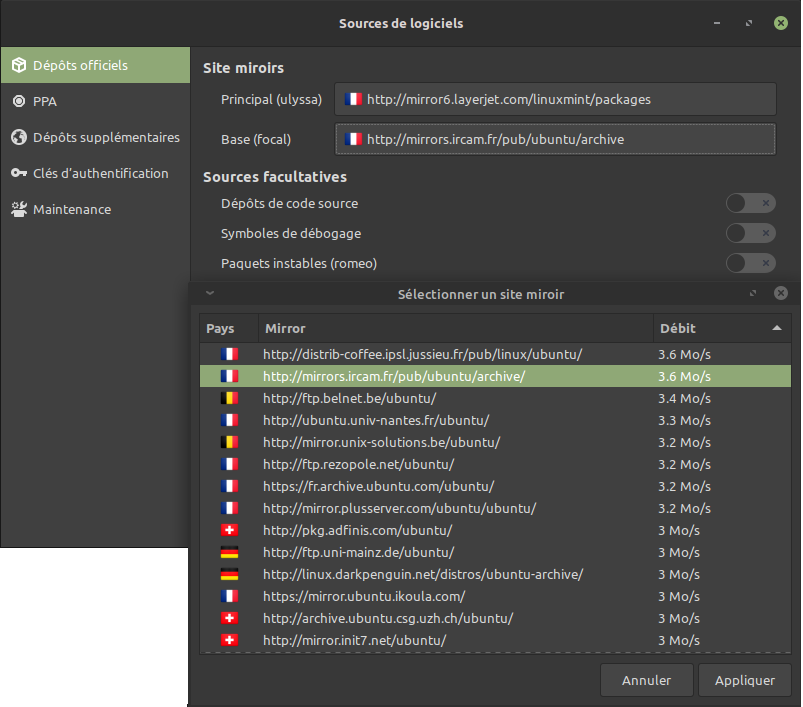 Sources de logiciels
Dépôts officiels
PPA
Dépôts supplémentaires
Clés d'authentification
Maintenance
Site miroirs
Principal (ulyssa) http://mirror6.layerjet.com/linuxmint/packages
Base (focal) http://mirrors.ircam.fr/pub/ubuntu/archive
Sources facultatives
Dépôts de code source
Symboles de débogage
Paquets instables (romeo)
Sélectionner un site miroir
Pays Mirror Débit
http://distrib-coffee.ipsl.jussieu.fr/pub/linux/ubuntu/ 3.6 Mo/s
http://mirrors.ircam.fr/pub/ubuntu/archive/ 3.6 Mo/s
http://ftp.belnet.be/ubuntu/ 3.4 Mo/s
http://ubuntu.univ-nantes.fr/ubuntu/ 3.3 Mo/s
http://mirror.unix-solutions.be/ubuntu/ 3.2 Mo/s
http://ftp.rezopole.net/ubuntu/ 3.2 Mo/s
https://fr.archive.ubuntu.com/ubuntu/ 3.2 Mo/s
http://mirror.plusserver.com/ubuntu/ubuntu/ 3.2 Mo/s
http://pkg.adfinis.com/ubuntu/ 3 Mo/s
http://ftp.uni-mainz.de/ubuntu/ 3 Mo/s
http://linux.darkpenguin.net/distros/ubuntu-archive/ 3 Mo/s
https://mirror.ubuntu.ikoula.com/ 3 Mo/s
http://archive.ubuntu.csg.uzh.ch/ubuntu/ 3 Mo/s
http://mirror.init7.net/ubuntu/ 3 Mo/s
Annuler Appliquer